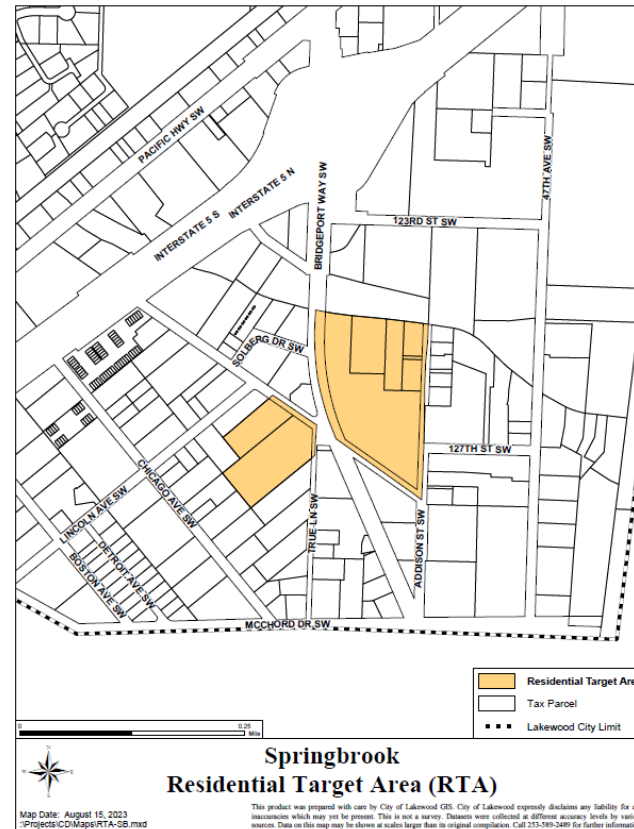 PACIFIC HWY SW
INTERSTATE 5 S
INTERSTATE 5 N
BRIDGEPORT WAY SW
47TH AVE SW
123RD ST SW
SOLBERG DR SW
127TH ST SW
LINCOLN AVE SW
CHICAGO AVE SW
TRUE LN SW
ADDISON ST SW
DETROIT AVE SW
BOSTON AVE SW
MCCHORD DR SW
Residential Target Are
Tax Parcel
Lakewood City Limit
0 0.25
Mile
N
W E
S
Springbrook
Residential Target Area (RTA)
Map Date: August 15, 2023
:\Projects\CD\Maps\RTA-SB.mxd
This product was prepared with care by City of Lakewood GIS. City of Lakewood expressly disclaims any liability for a
inaccuracies which may yet be present. This is not a survey. Datasets were collected at different accuracy levels by vari
sources. Data on this map may be shown at scales larger than its original compilation. Call 253-589-2489 for further informati